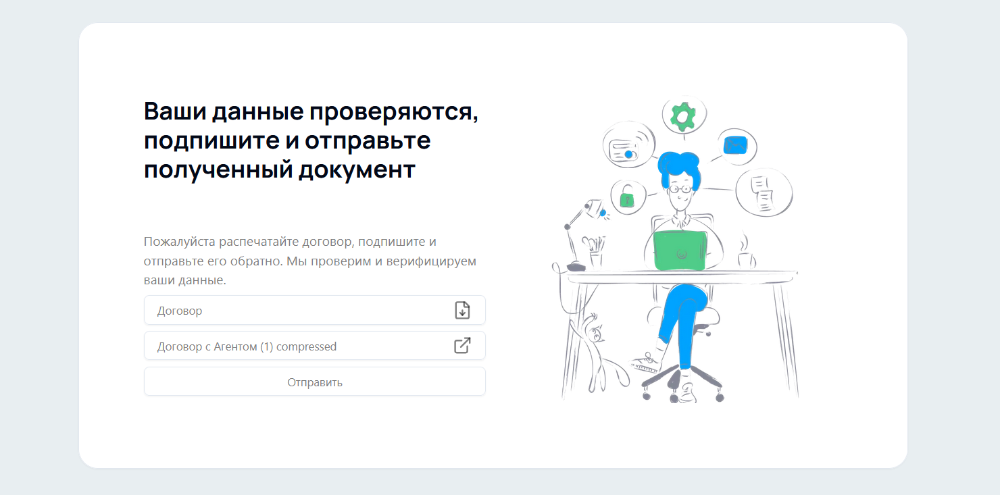 Ваши данные проверяются,
подпишите и отправьте
полученный документ
Пожалуйста распечатайте договор, подпишите и
отправьте его обратно. Мы проверим и верифицируем
ваши данные.
Договор
Договор с Агентом (1) compressed
Отправить